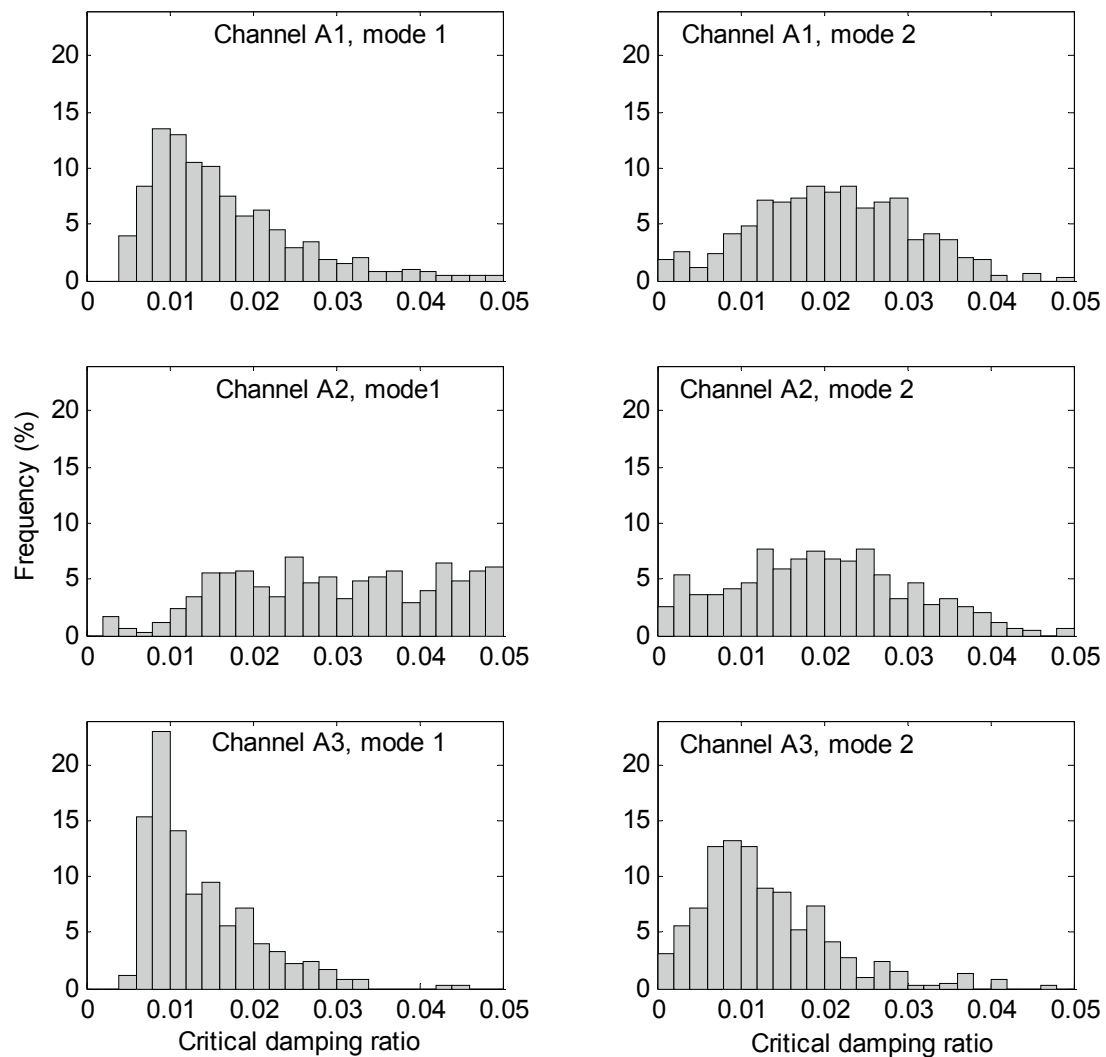 Channel A1, mode 1
20
15
10
5
0
0 0.01 0.02 0.03 0.04 0.05
Channel A1, mode 2
20
15
10
5
0
0 0.01 0.02 0.03 0.04 0.05
Frequency (%)
Channel A2, mode1
20
15
10
5
0
0 0.01 0.02 0.03 0.04 0.05
Channel A2, mode 2
20
15
10
5
0
0 0.01 0.02 0.03 0.04 0.05
Channel A3, mode 1
20
15
10
5
0
0 0.01 0.02 0.03 0.04 0.05
Critical damping ratio
Channel A3, mode 2
20
15
10
5
0
0 0.01 0.02 0.03 0.04 0.05
Critical damping ratio